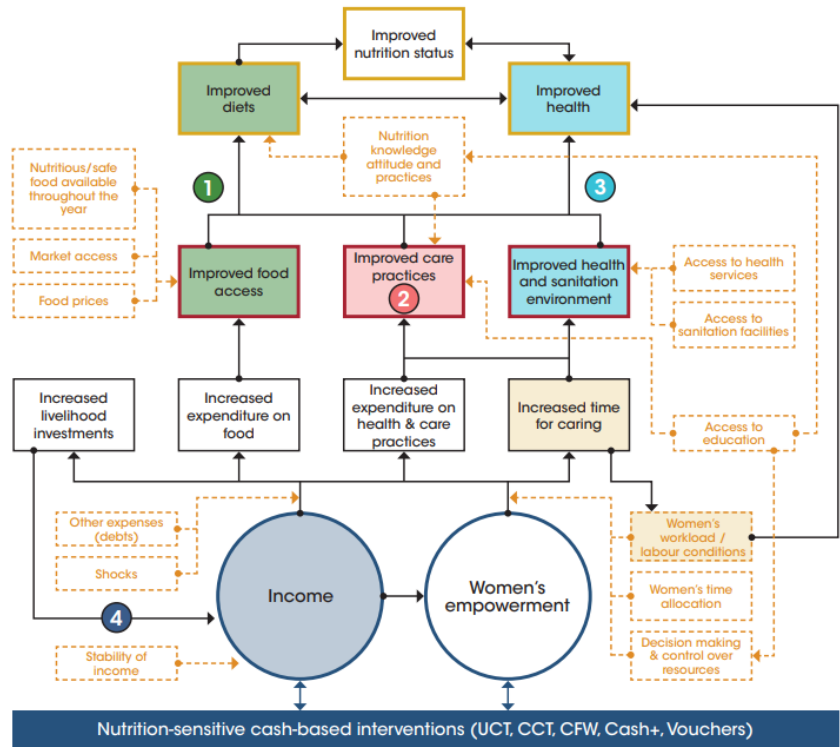 Improved
nutrition status
Improved
diets
Improved
health
Nutrition
knowledge
attitude and
practices
Nutritious/safe
food available
throughout the
year
1
3
Market access
Food prices
Improved food
access
Improved care
practices
2
Improved health
and sanitation
environment
Access to health
services
Access to
sanitation facilities
Increased
livelihood
investments
Increased
expenditure on
food
Increased
expenditure on
health & care
practices
Increased time
for caring
Access to
education
Other expenses
(debts)
Shocks
Women's
workload /
labour conditions
Income
Women's
empowerment
Women's time
allocation
4
Stability of
income
Decision making
& control over
resources
Nutrition-sensitive cash-based interventions (UCT, CCT, CFW, Cash+, Vouchers)